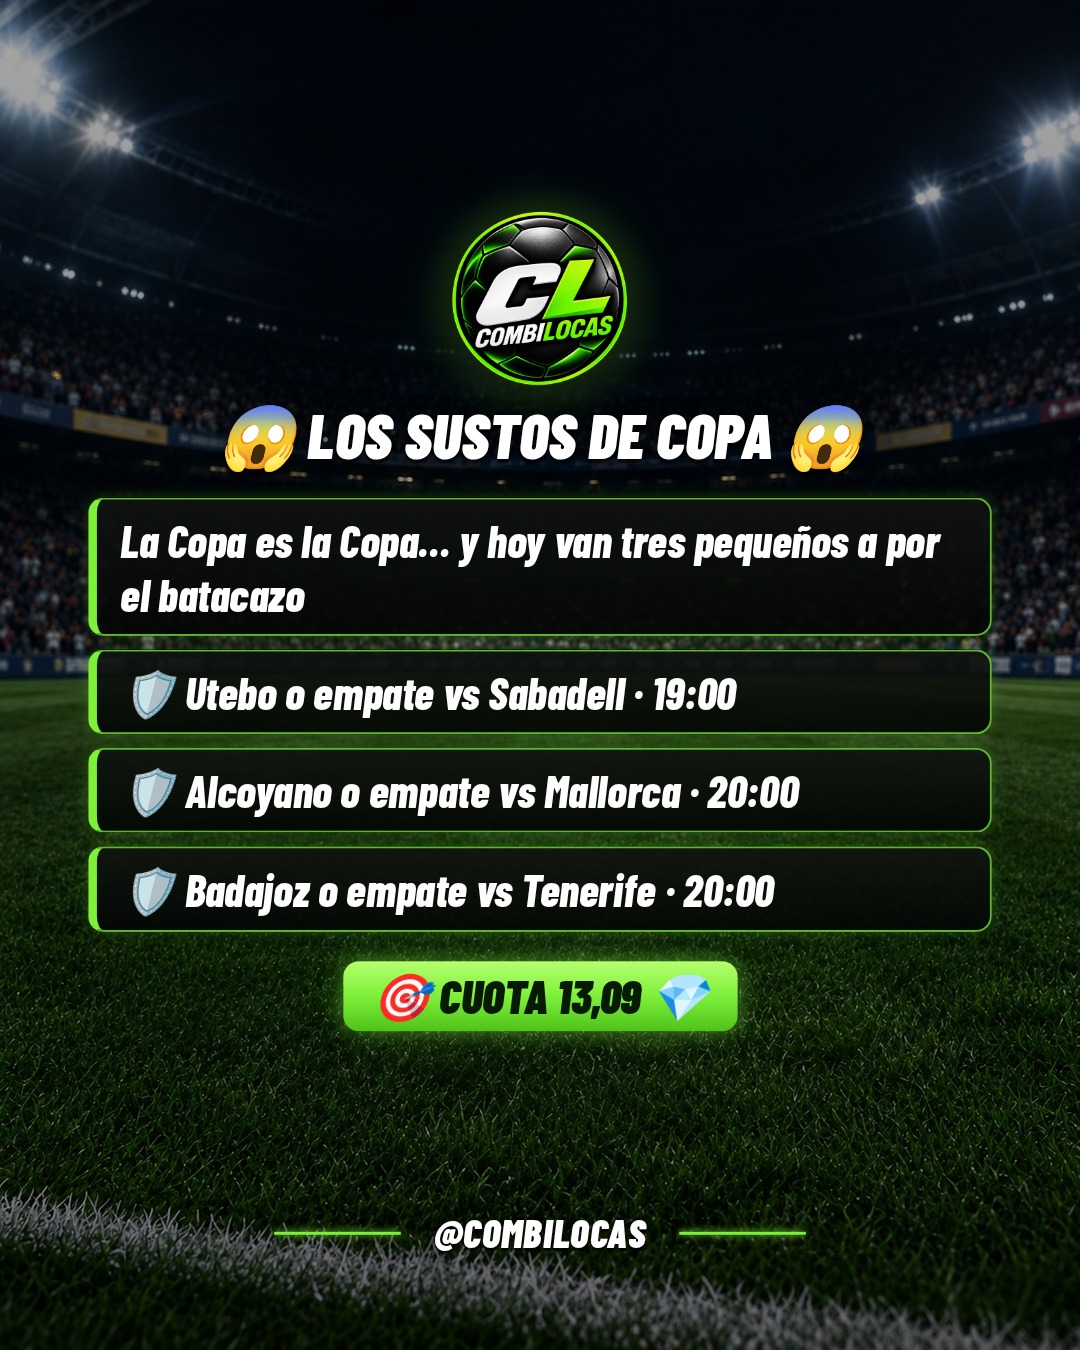 CL
COMBILOCAS
😱 LOS SUSTOS DE COPA 😱
La Copa es la Copa... y hoy van tres pequeños a por
el batacazo
🛡️ Utebo o empate vs Sabadell · 19:00
🛡️ Alcoyano o empate vs Mallorca · 20:00
🛡️ Badajoz o empate vs Tenerife · 20:00
🎯 CUOTA 13,09 💎
@COMBILOCAS